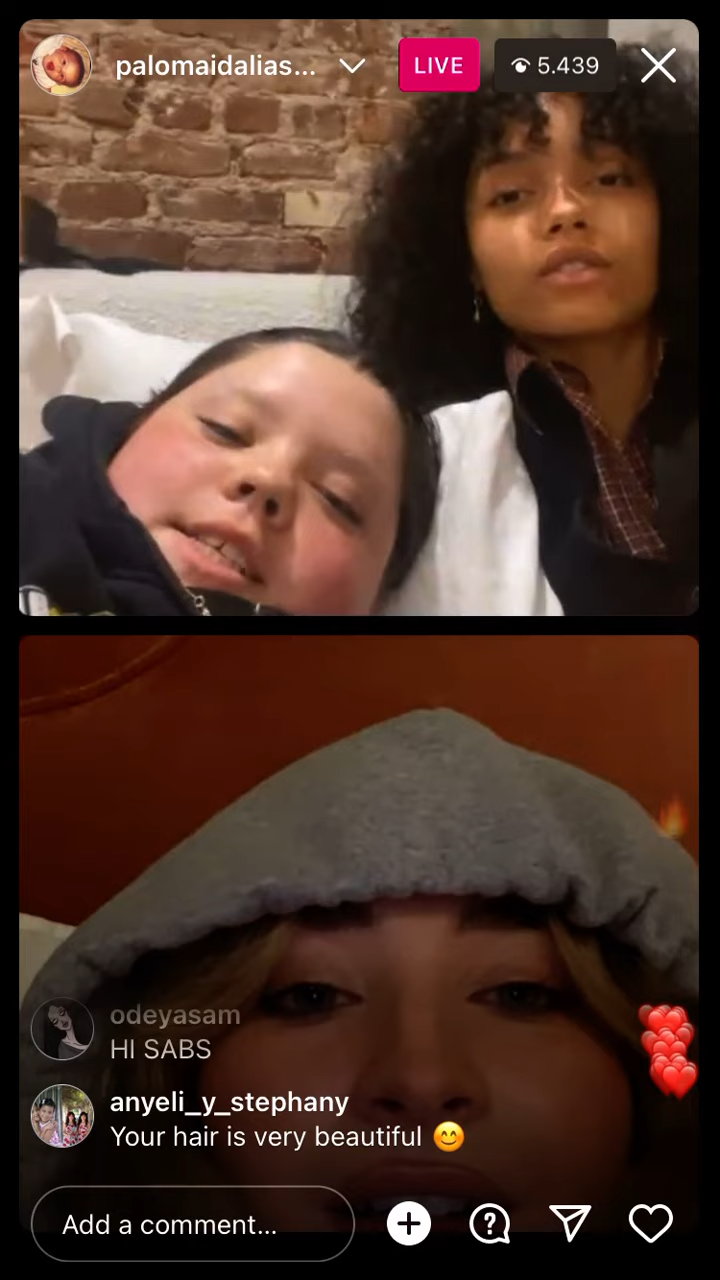 palomaidalias...
LIVE
5.439
odeyasam
HI SABS
anyeli_y_stephany
Your hair is very beautiful 😊
Add a comment...